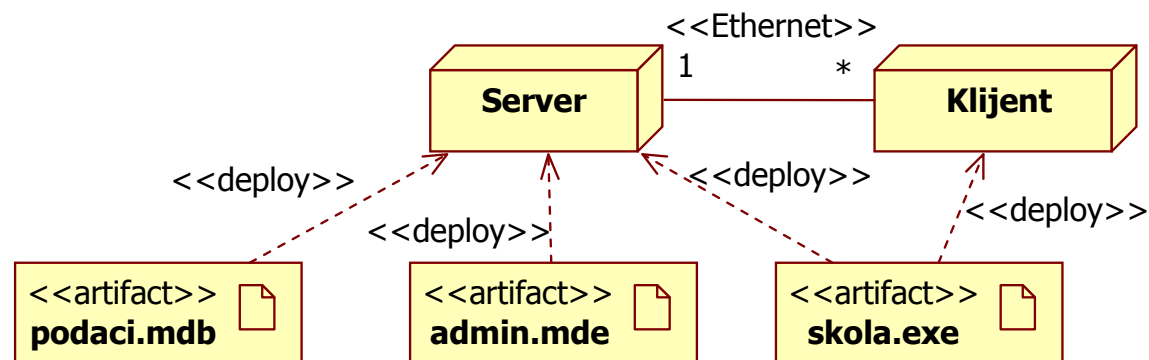 <<Ethernet>>
1
*
Server
Klijent
<<deploy>>
<<deploy>>
<<deploy>>
<<deploy>>
<<artifact>>
podaci.mdb
<<artifact>>
admin.mde
<<artifact>>
skola.exe